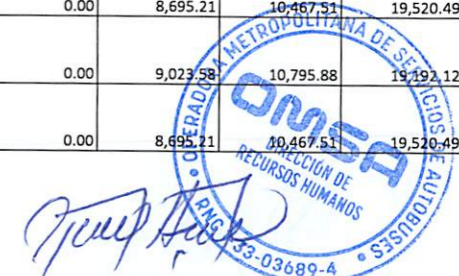 0.00 8,695.21 10,467.51 19,520.49
0.00 9,023.58 10,795.88 19,192.12
0.00 8,695.21 10,467.51 19,520.49
OPERADORA METROPOLITANA DE SERVICIOS DE AUTOBUSES
OMSA
DIRECCIÓN DE
RECURSOS HUMANOS
33-03689-4